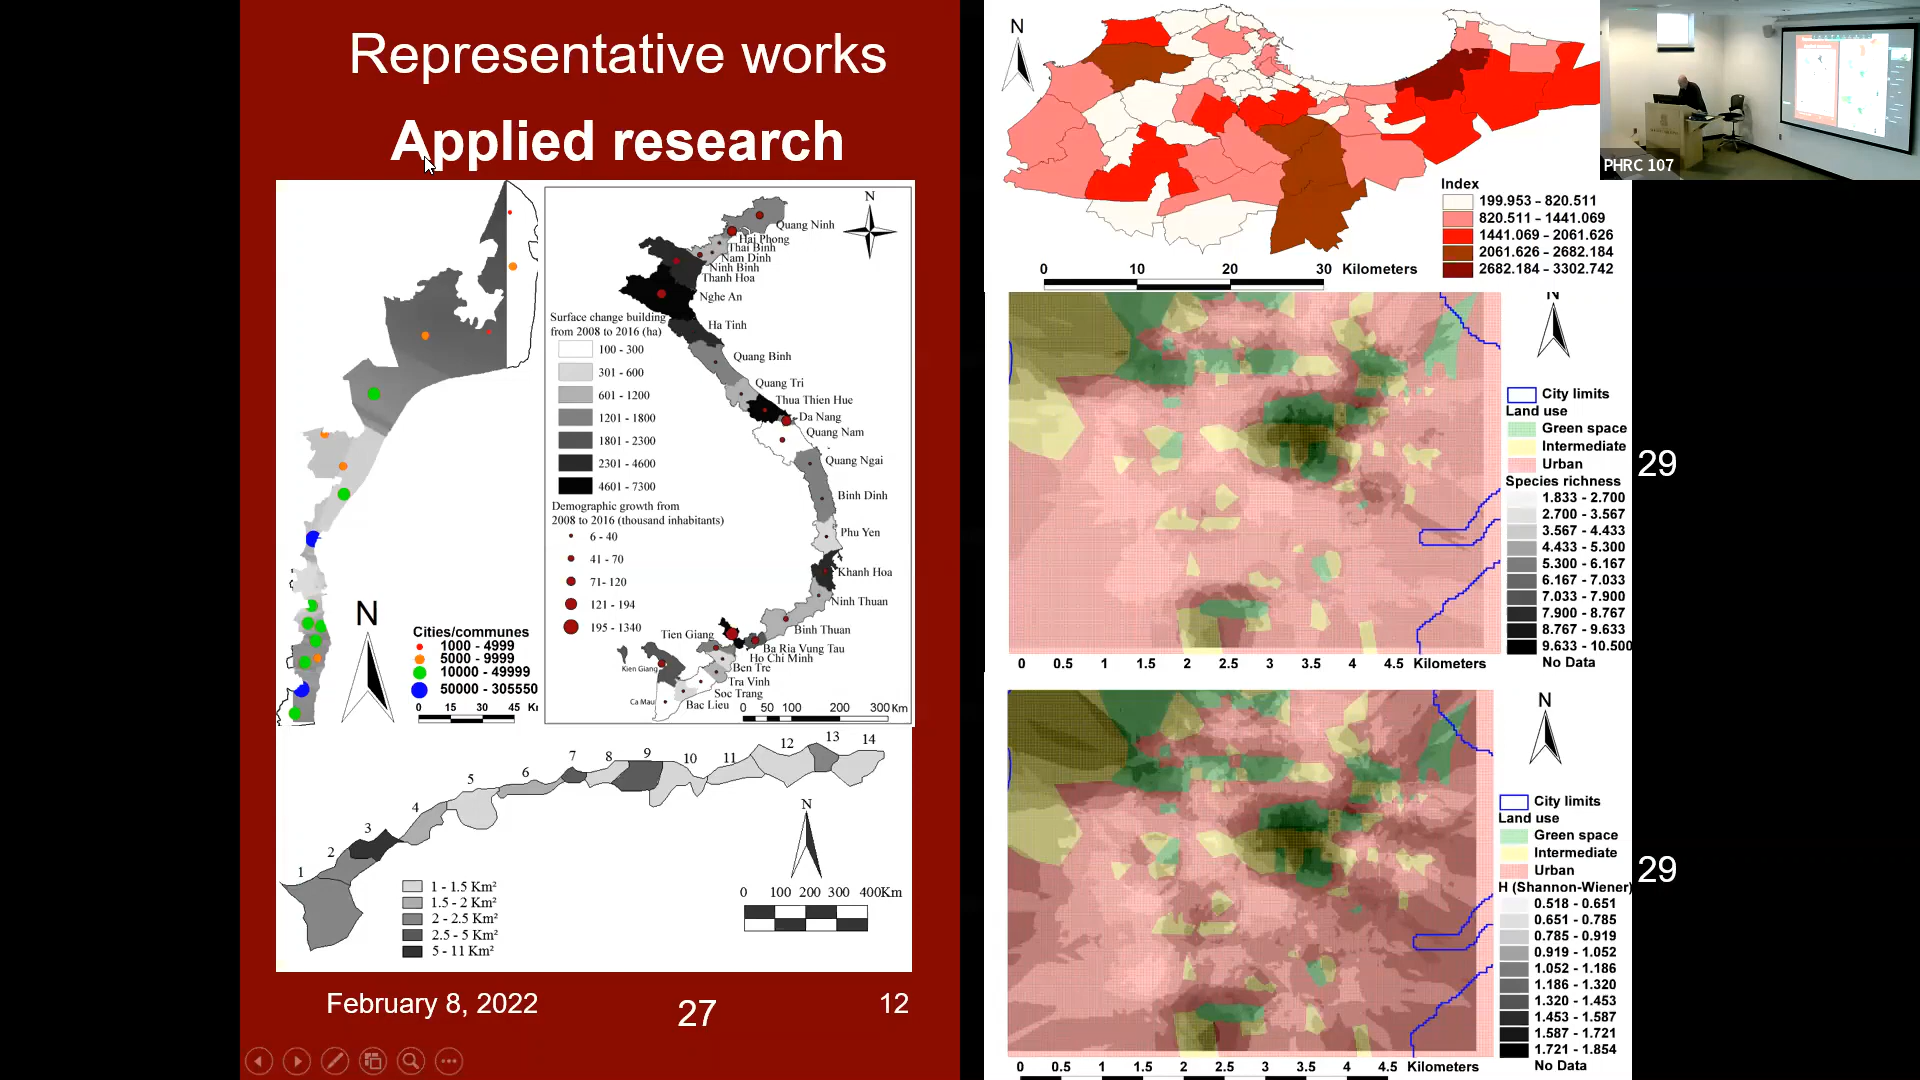 Representative works
Applied research
N
Cities/communes
1000 - 4999
5000 - 9999
10000 - 49999
50000 - 305550
0 15 30 45
N
Quang Ninh
Hai Phong
Thai Binh
Nam Dinh
Ninh Binh
Thanh Hoa
Nghe An
Ha Tinh
Quang Binh
Quang Tri
Thua Thien Hue
Da Nang
Quang Nam
Quang Ngai
Binh Dinh
Phu Yen
Khanh Hoa
Ninh Thuan
Binh Thuan
Tien Giang
Ba Ria Vung Tau
Ho Chi Minh
Kien Giang
Ben Tre
Tra Vinh
Soc Trang
Ca Mau
Bac Lieu
Surface change building
from 2008 to 2016 (ha)
100 - 300
301 - 600
601 - 1200
1201 - 1800
1801 - 2300
2301 - 4600
4601 - 7300
Demographic growth from
2008 to 2016 (thousand inhabitants)
6 - 40
41 - 70
71- 120
121 - 194
195 - 1340
0 50 100 200 300 Km
1 2 3 4 5 6 7 8 9 10 11 12 13 14
N
1 - 1.5 Km²
1.5 - 2 Km²
2 - 2.5 Km²
2.5 - 5 Km²
5 - 11 Km²
0 100 200 300 400Km
February 8, 2022
27
12
N
Index
199.953 - 820.511
820.511 - 1441.069
1441.069 - 2061.626
2061.626 - 2682.184
2682.184 - 3302.742
0 10 20 30 Kilometers
PHRC 107
N
City limits
Land use
Green space
Intermediate
Urban
Species richness
1.833 - 2.700
2.700 - 3.567
3.567 - 4.433
4.433 - 5.300
5.300 - 6.167
6.167 - 7.033
7.033 - 7.900
7.900 - 8.767
8.767 - 9.633
9.633 - 10.500
No Data
0 0.5 1 1.5 2 2.5 3 3.5 4 4.5 Kilometers
29
N
City limits
Land use
Green space
Intermediate
Urban
H (Shannon-Wiener)
0.518 - 0.651
0.651 - 0.785
0.785 - 0.919
0.919 - 1.052
1.052 - 1.186
1.186 - 1.320
1.320 - 1.453
1.453 - 1.587
1.587 - 1.721
1.721 - 1.854
No Data
0 0.5 1 1.5 2 2.5 3 3.5 4 4.5 Kilometers
29